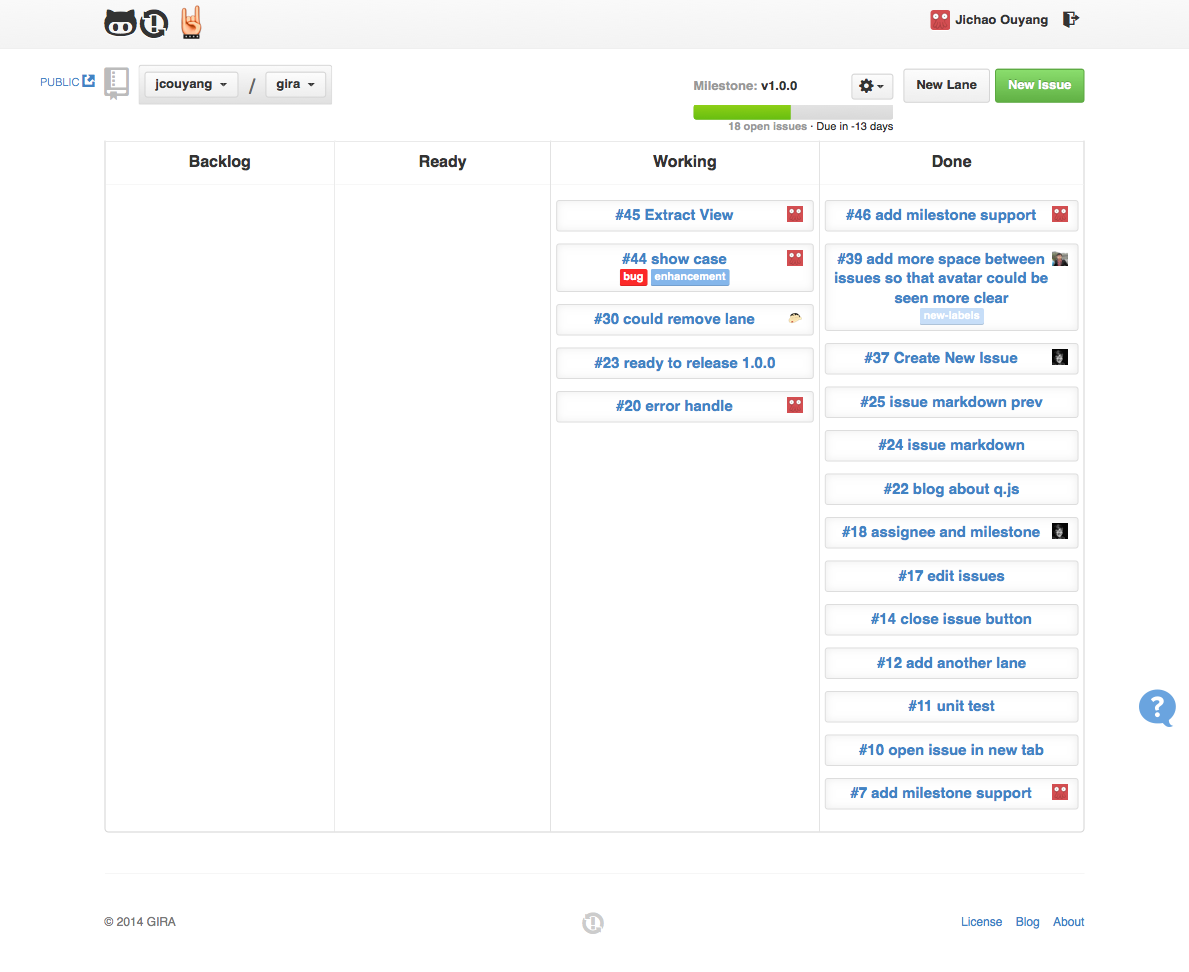 Jichao Ouyang
PUBLIC
jcouyang / gira
Milestone: v1.0.0
New Lane
New Issue
18 open issues · Due in -13 days
Backlog
Ready
Working
Done
#45 Extract View
#44 show case
bug enhancement
#30 could remove lane
#23 ready to release 1.0.0
#20 error handle
#46 add milestone support
#39 add more space between
issues so that avatar could be
seen more clear
new-labels
#37 Create New Issue
#25 issue markdown prev
#24 issue markdown
#22 blog about q.js
#18 assignee and milestone
#17 edit issues
#14 close issue button
#12 add another lane
#11 unit test
#10 open issue in new tab
#7 add milestone support
?
© 2014 GIRA
License Blog About